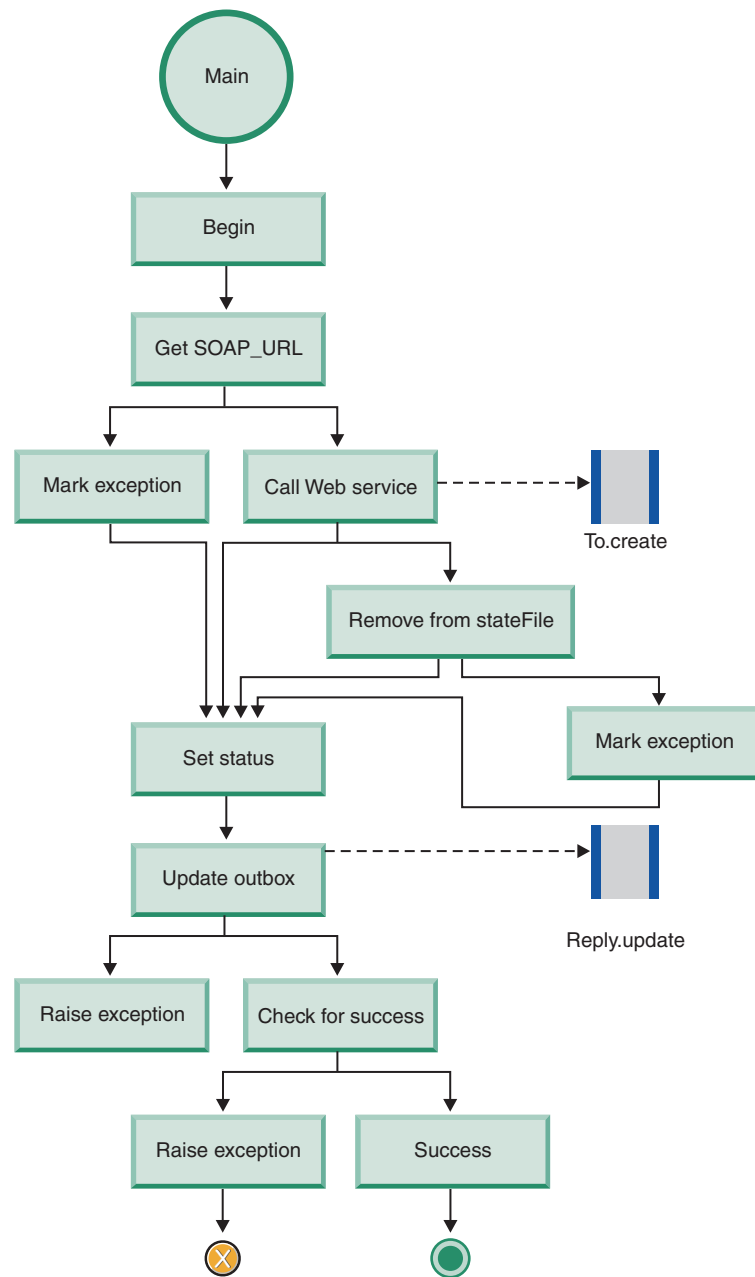 Main
Begin
Get SOAP_URL
Mark exception
Call Web service
To.create
Remove from stateFile
Mark exception
Set status
Update outbox
Reply.update
Raise exception
Check for success
Raise exception
Success
X